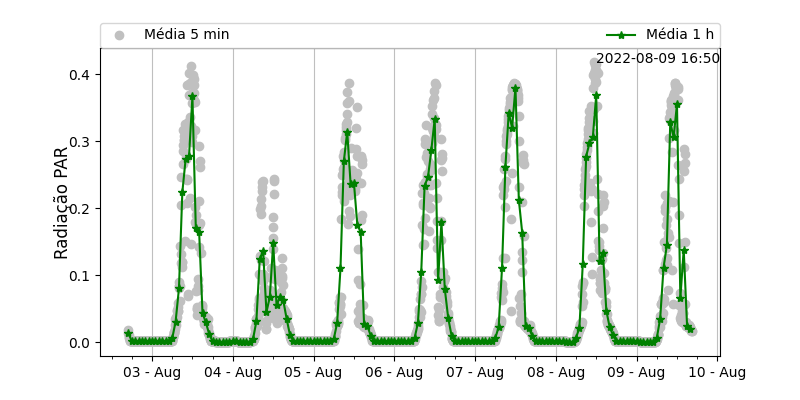 Média 5 min
Média 1 h
2022-08-09 16:50
Radiação PAR
0.4
0.3
0.2
0.1
0.0
03 - Aug
04 - Aug
05 - Aug
06 - Aug
07 - Aug
08 - Aug
09 - Aug
10 - Aug